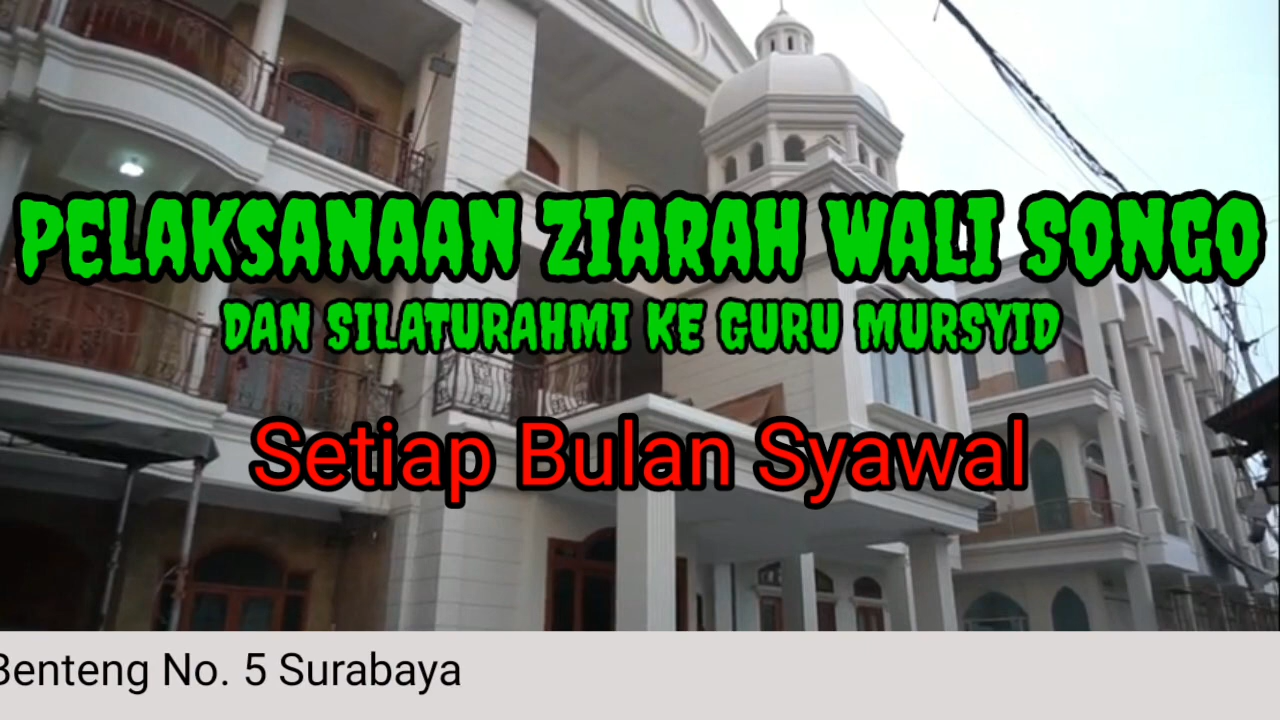 PELAKSANAAN ZIARAH WALI SONGO
DAN SILATURAHMI KE GURU MURSYID
Setiap Bulan Syawal
Benteng No. 5 Surabaya